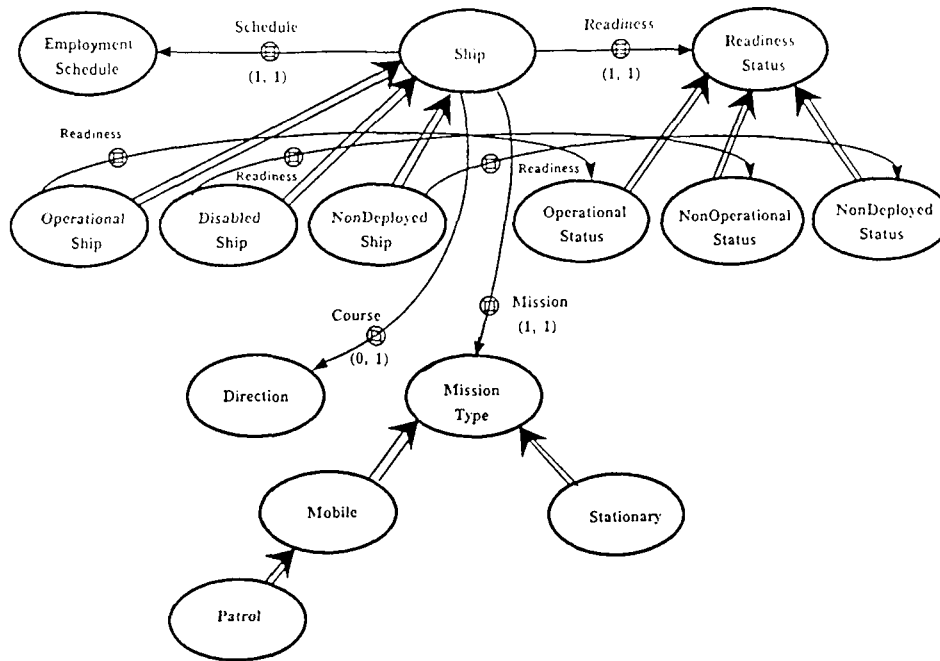 Schedule
Readiness
Employment
Schedule
Ship
Readiness
Status
(1, 1)
(1, 1)
Readiness
Readiness
Readiness
Operational
Ship
Disabled
Ship
NonDeployed
Ship
Operational
Status
NonOperational
Status
NonDeployed
Status
Course
(0, 1)
Mission
(1, 1)
Direction
Mission
Type
Mobile
Stationary
Patrol